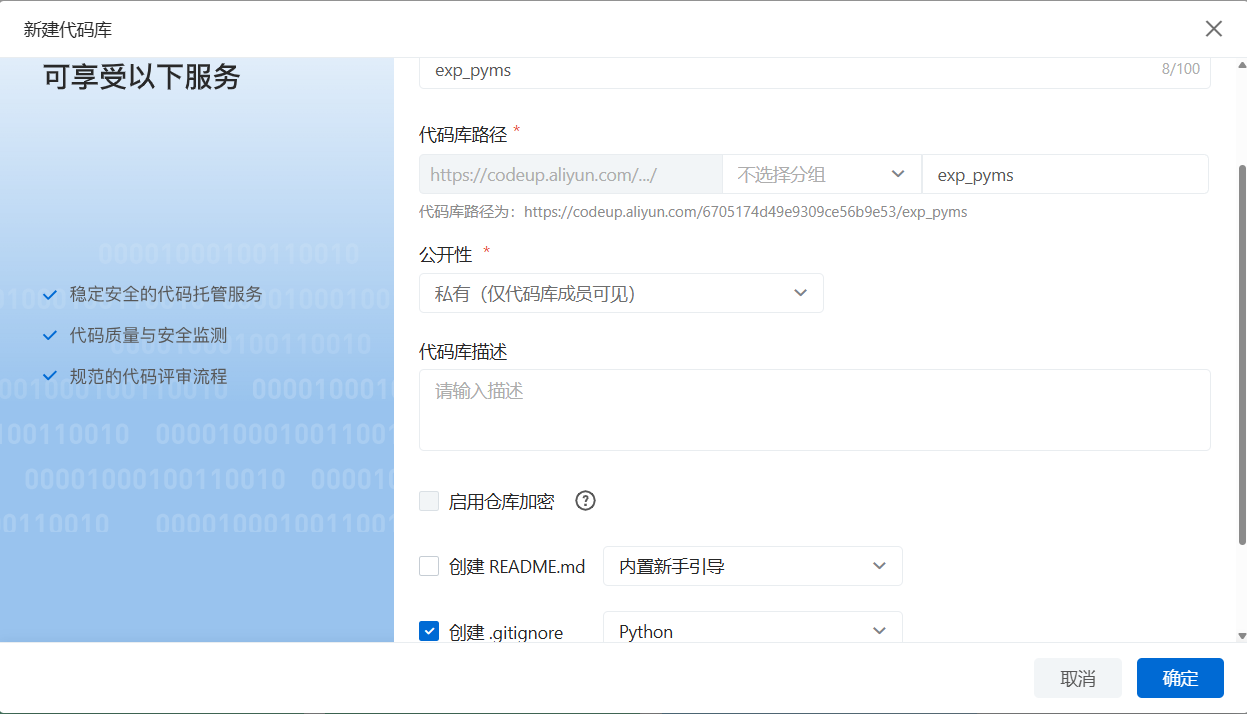 新建代码库
可享受以下服务
稳定安全的代码托管服务
代码质量与安全监测
规范的代码评审流程
00001000100110010
exp_pyms
8/100
代码库路径 *
https://codeup.aliyun.com/.../
不选择分组
exp_pyms
代码库路径为：https://codeup.aliyun.com/6705174d49e9309ce56b9e53/exp_pyms
公开性 *
私有（仅代码库成员可见）
代码库描述
请输入描述
启用仓库加密
创建 README.md
内置新手引导
创建 .gitignore
Python
取消
确定